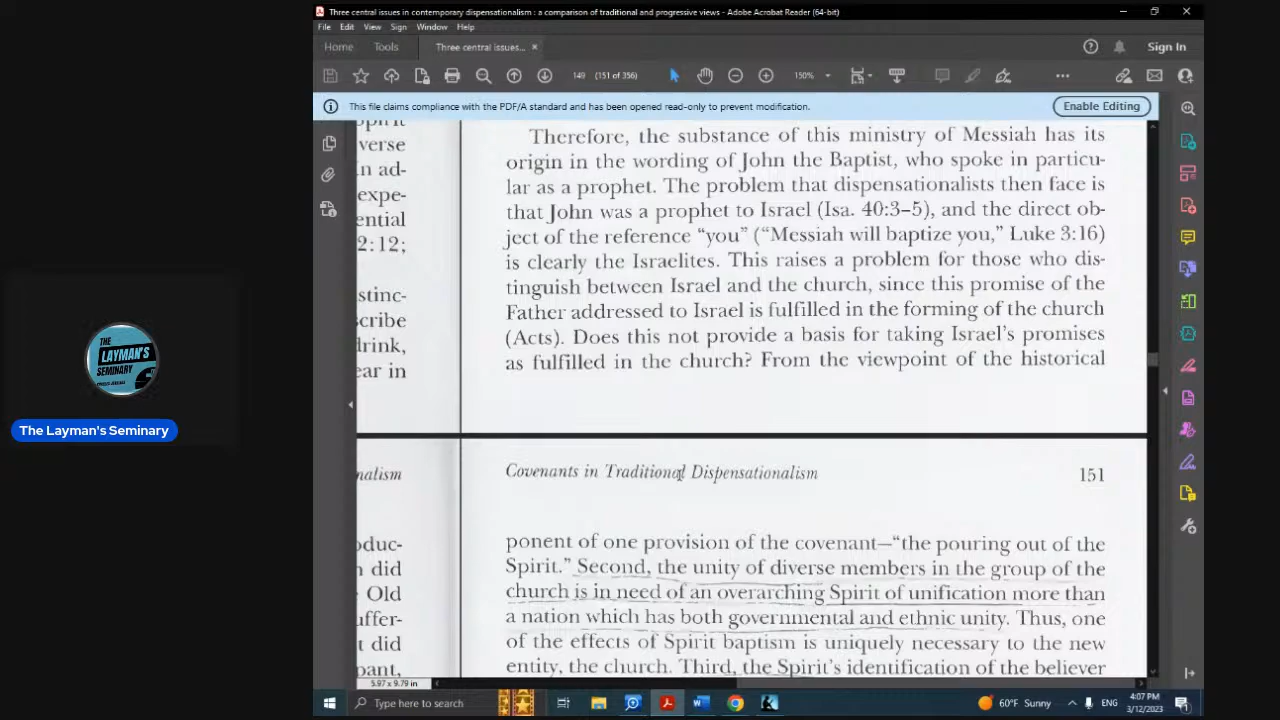 Three central issues in contemporary dispensationalism : a comparison of traditional and progressive views - Adobe Acrobat Reader (64-bit)
File Edit View Sign Window Help
Home Tools Three central issues... × Sign In
149 (151 of 356) 150%
This file claims compliance with the PDF/A standard and has been opened read-only to prevent modification. Enable Editing
verse
n ad-
expe-
ential
2:12;
stinc-
scribe
drink,
ear in
Therefore, the substance of this ministry of Messiah has its
origin in the wording of John the Baptist, who spoke in particu-
lar as a prophet. The problem that dispensationalists then face is
that John was a prophet to Israel (Isa. 40:3–5), and the direct ob-
ject of the reference “you” (“Messiah will baptize you,” Luke 3:16)
is clearly the Israelites. This raises a problem for those who dis-
tinguish between Israel and the church, since this promise of the
Father addressed to Israel is fulfilled in the forming of the church
(Acts). Does this not provide a basis for taking Israel’s promises
as fulfilled in the church? From the viewpoint of the historical
THE
LAYMAN'S
SEMINARY
The Layman's Seminary
nalism
oduc-
n did
Old
uffer-
t did
pant,
Covenants in Traditional Dispensationalism 151
ponent of one provision of the covenant—“the pouring out of the
Spirit.” Second, the unity of diverse members in the group of the
church is in need of an overarching Spirit of unification more than
a nation which has both governmental and ethnic unity. Thus, one
of the effects of Spirit baptism is uniquely necessary to the new
entity, the church. Third, the Spirit’s identification of the believer
5.97 x 9.79 in
Type here to search
60°F Sunny
ENG
4:07 PM
3/12/2023